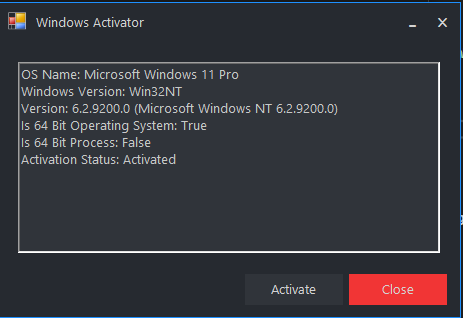 Windows Activator
OS Name: Microsoft Windows 11 Pro
Windows Version: Win32NT
Version: 6.2.9200.0 (Microsoft Windows NT 6.2.9200.0)
Is 64 Bit Operating System: True
Is 64 Bit Process: False
Activation Status: Activated
Activate
Close